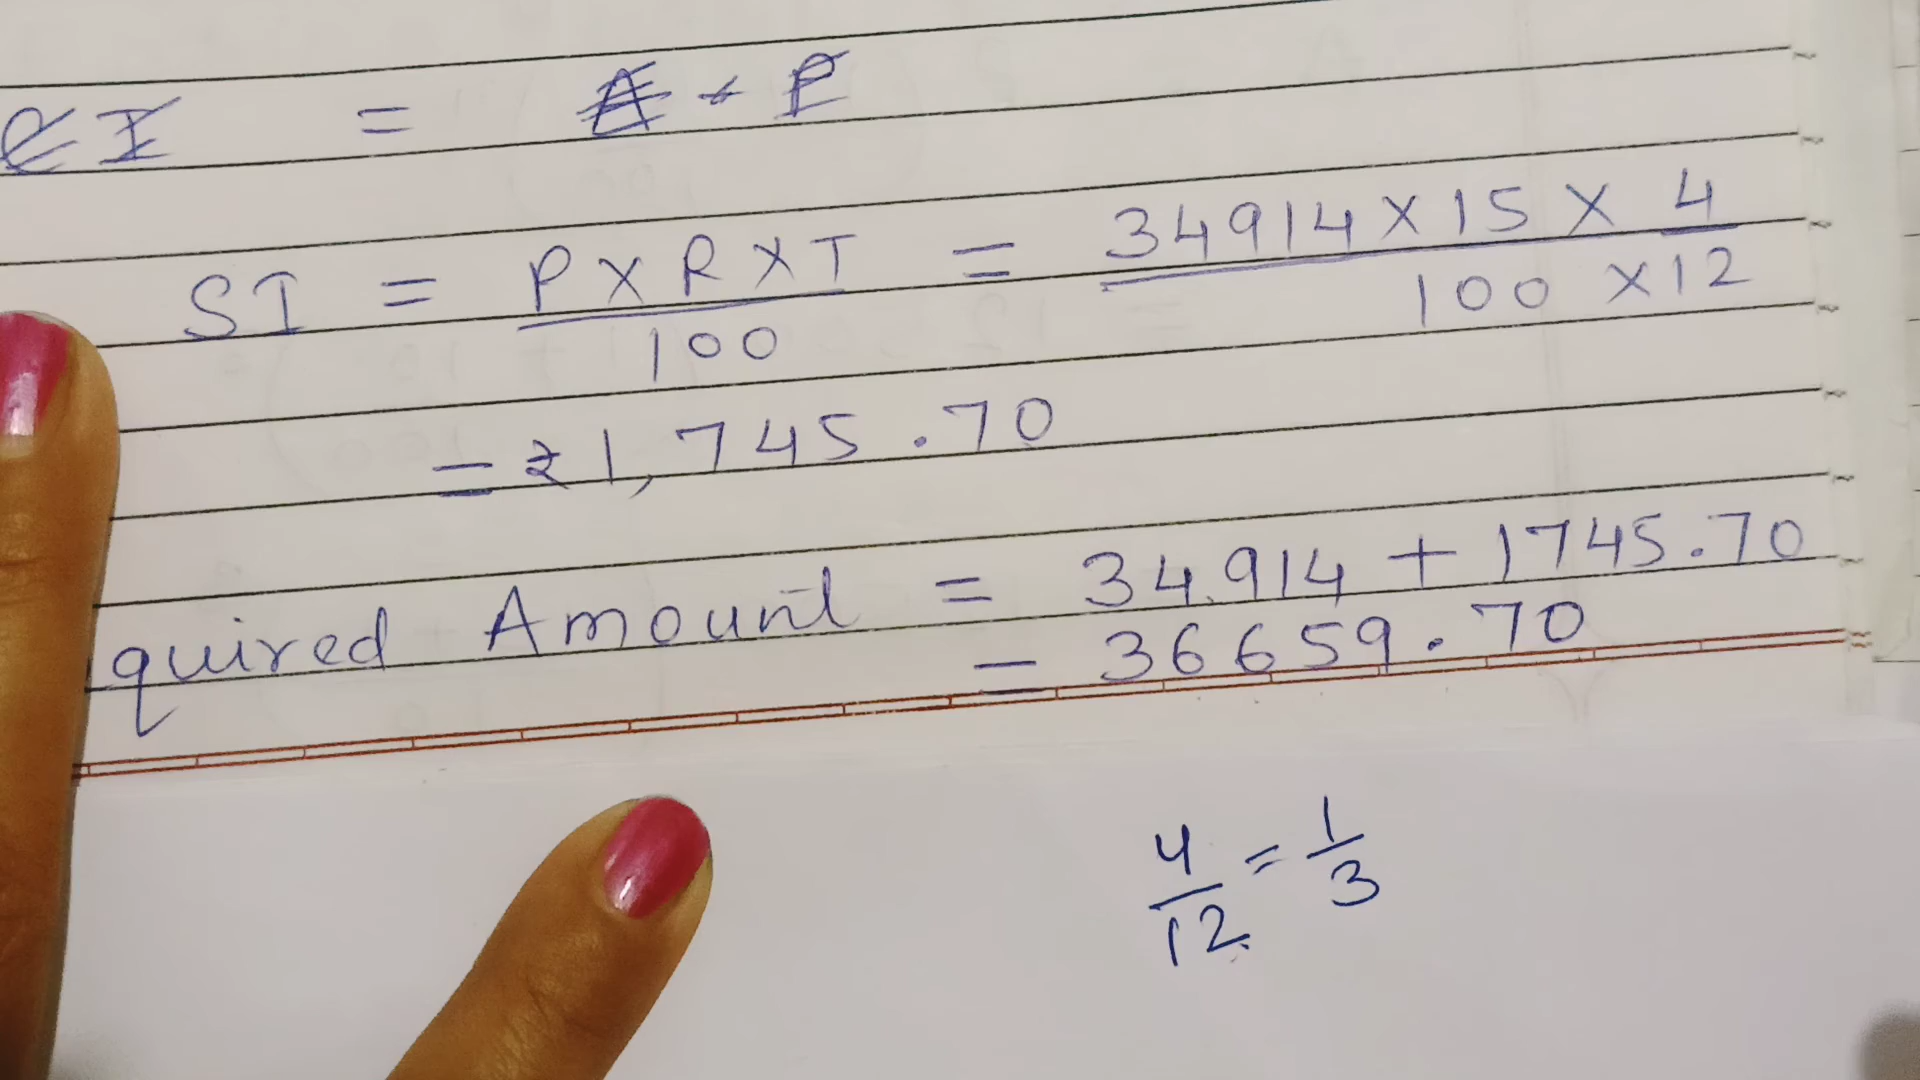 CI = A - P
SI = P X R X T / 100 = 34914 X 15 X 4 / 100 X 12
= ₹ 1,745.70
quired Amount = 34,914 + 1745.70
= 36659.70
4/12 = 1/3